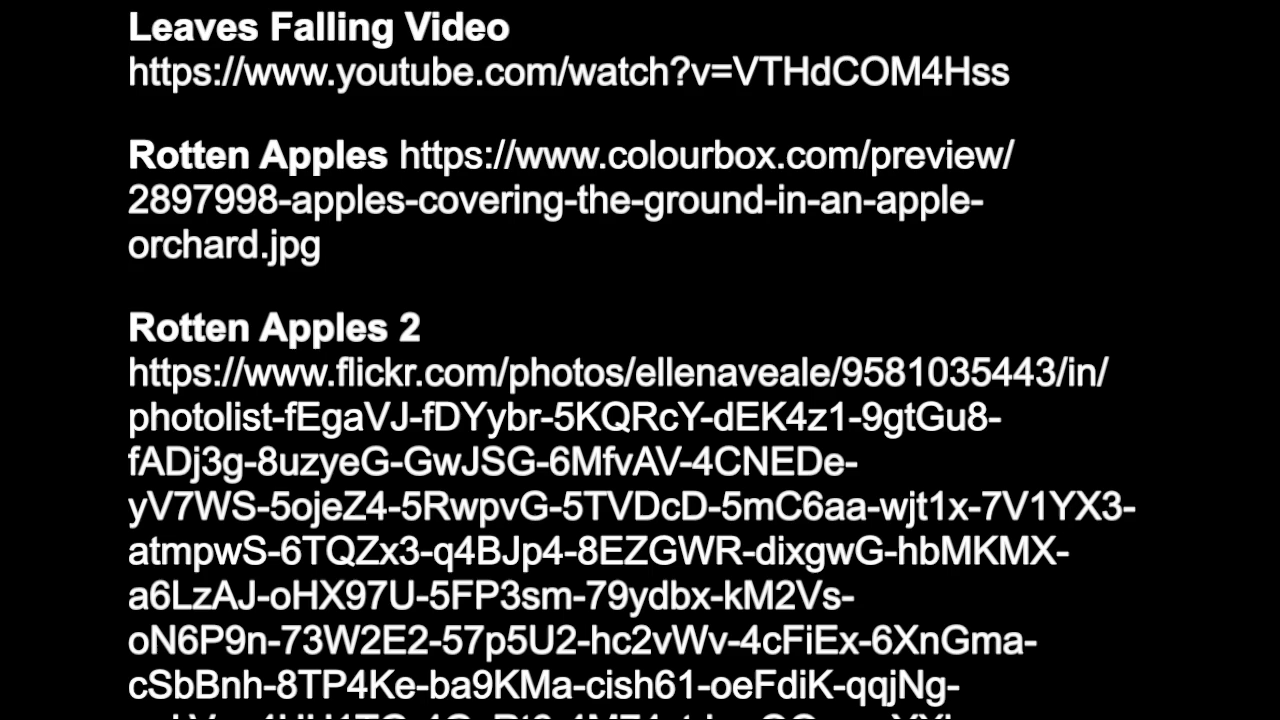 Leaves Falling Video
https://www.youtube.com/watch?v=VTHdCOM4Hss
Rotten Apples https://www.colourbox.com/preview/
2897998-apples-covering-the-ground-in-an-apple-
orchard.jpg
Rotten Apples 2
https://www.flickr.com/photos/ellenaveale/9581035443/in/
photolist-fEgaVJ-fDYybr-5KQRcY-dEK4z1-9gtGu8-
fADj3g-8uzyeG-GwJSG-6MfvAV-4CNEDe-
yV7WS-5ojeZ4-5RwpvG-5TVDcD-5mC6aa-wjt1x-7V1YX3-
atmpwS-6TQZx3-q4BJp4-8EZGWR-dixgwG-hbMKMX-
a6LzAJ-oHX97U-5FP3sm-79ydbx-kM2Vs-
oN6P9n-73W2E2-57p5U2-hc2vWv-4cFiEx-6XnGma-
cSbBnh-8TP4Ke-ba9KMa-cish61-oeFdiK-qqjNg-